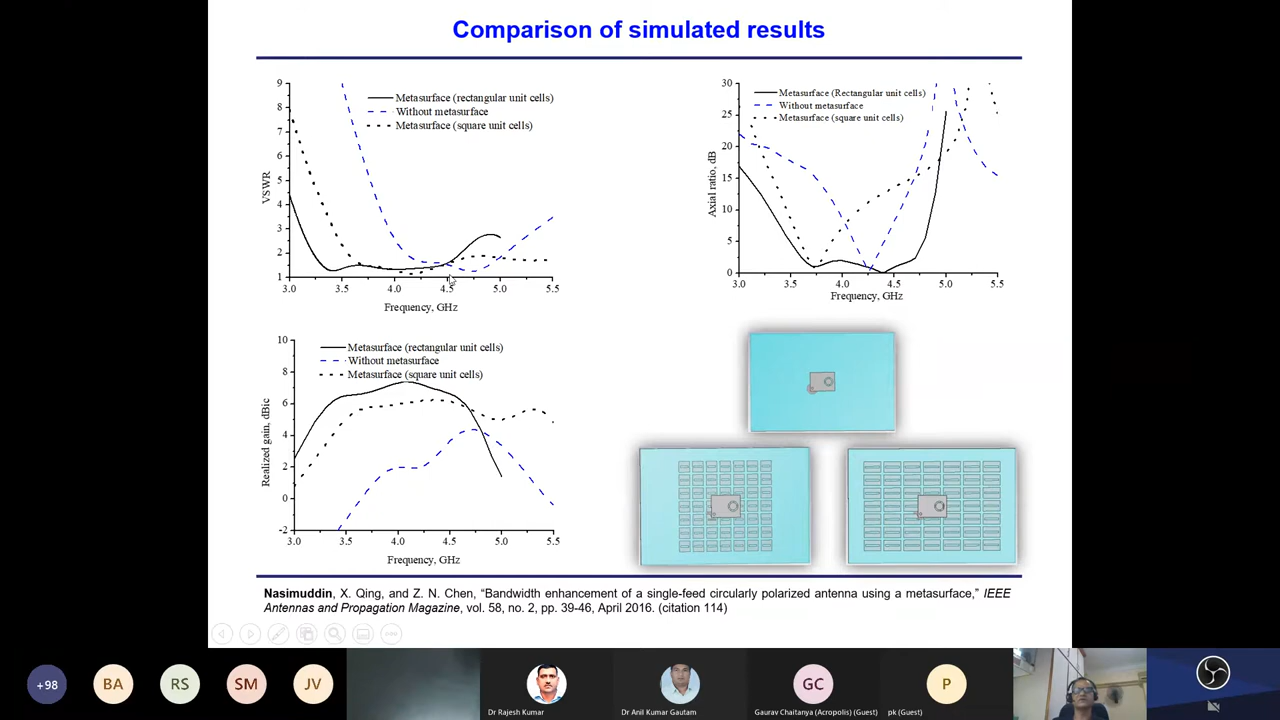 Comparison of simulated results
9
8
7
6
5
4
3
2
1
VSWR
Metasurface (rectangular unit cells)
Without metasurface
Metasurface (square unit cells)
3.0 3.5 4.0 4.5 5.0 5.5
Frequency, GHz
30
25
20
15
10
5
0
Axial ratio, dB
Metasurface (Rectangular unit cells)
Without metasurface
Metasurface (square unit cells)
3.0 3.5 4.0 4.5 5.0 5.5
Frequency, GHz
10
8
6
4
2
0
-2
Realized gain, dBic
Metasurface (rectangular unit cells)
Without metasurface
Metasurface (square unit cells)
3.0 3.5 4.0 4.5 5.0 5.5
Frequency, GHz
Nasimuddin, X. Qing, and Z. N. Chen, “Bandwidth enhancement of a single-feed circularly polarized antenna using a metasurface,” IEEE
Antennas and Propagation Magazine, vol. 58, no. 2, pp. 39-46, April 2016. (citation 114)
+98
BA
RS
SM
JV
Dr Rajesh Kumar
Dr Anil Kumar Gautam
GC
Gaurav Chaitanya (Acropolis) (Guest)
P
pk (Guest)